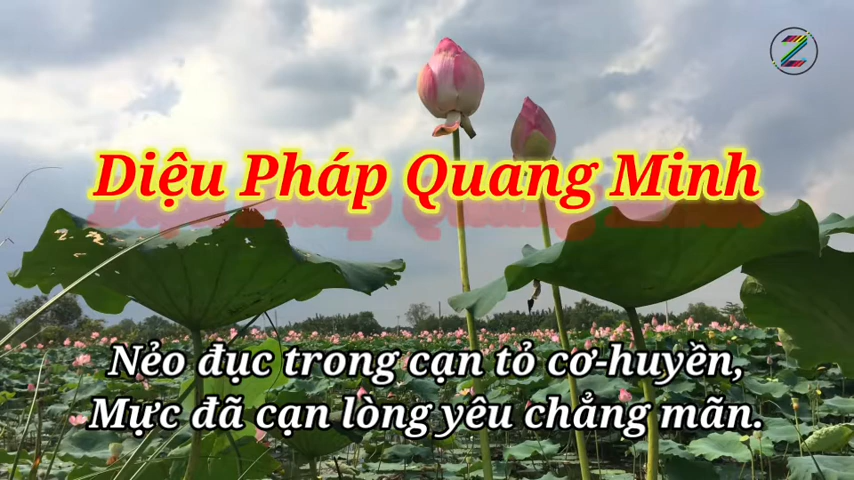 Diệu Pháp Quang Minh
Nẻo đục trong cạn tỏ cơ-huyền,
Mực đã cạn lòng yêu chẳng mãn.